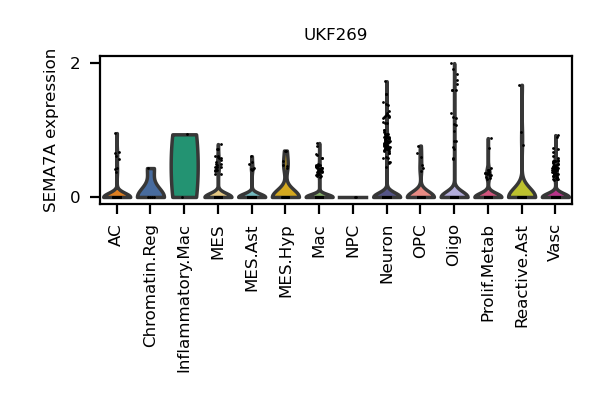 UKF269
SEMA7A expression
2
0
AC
Chromatin.Reg
Inflammatory.Mac
MES
MES.Ast
MES.Hyp
Mac
NPC
Neuron
OPC
Oligo
Prolif.Metab
Reactive.Ast
Vasc